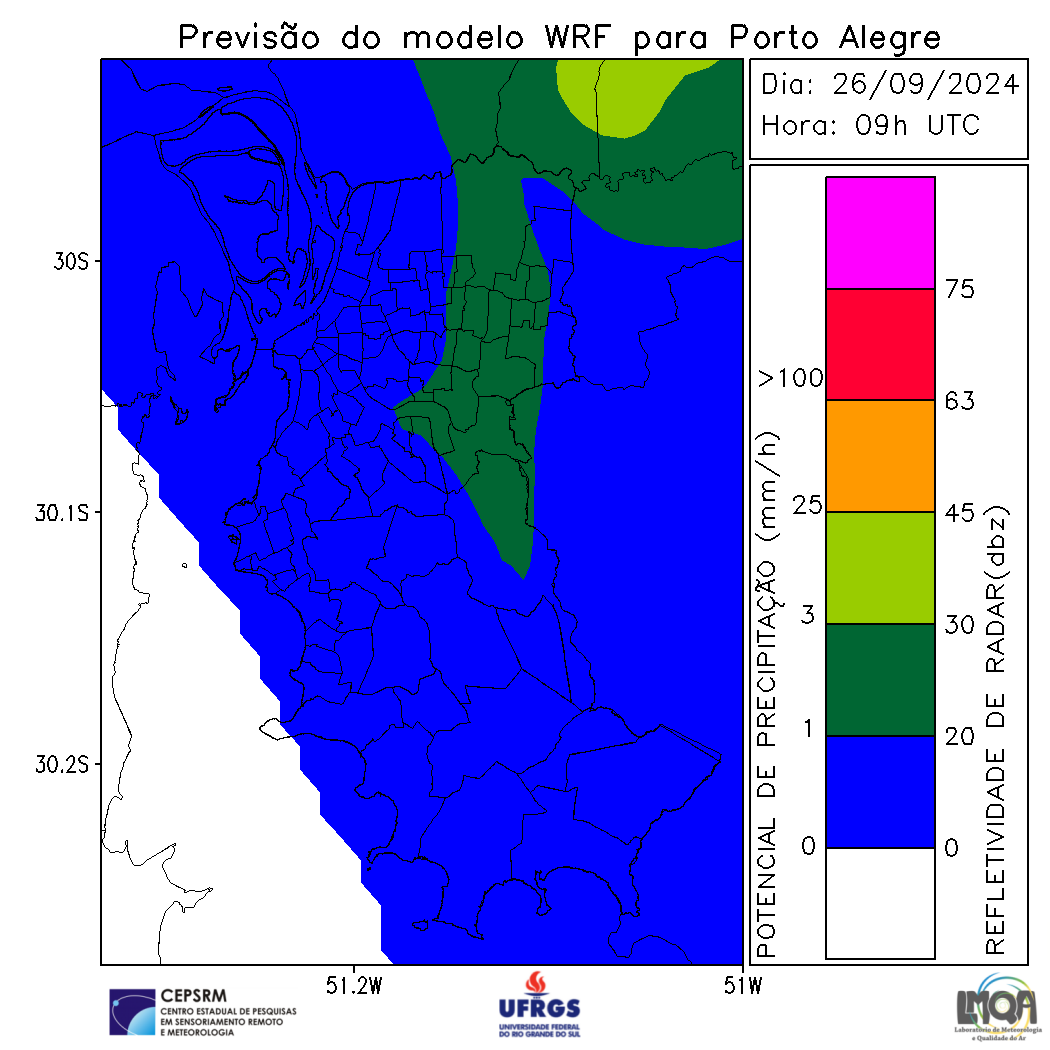 Previsão do modelo WRF para Porto Alegre
Dia: 26/09/2024
Hora: 09h UTC
30S
30.1S
30.2S
51.2W
51W
POTENCIAL DE PRECIPITAÇÃO (mm/h)
>100
25
3
1
0
75
63
45
30
20
0
REFLETIVIDADE DE RADAR(dbz)
CEPSRM
CENTRO ESTADUAL DE PESQUISAS
EM SENSORIAMENTO REMOTO
E METEOROLOGIA
UFRGS
UNIVERSIDADE FEDERAL
DO RIO GRANDE DO SUL
LMQA
Laboratório de Meteorologia
e Qualidade do Ar